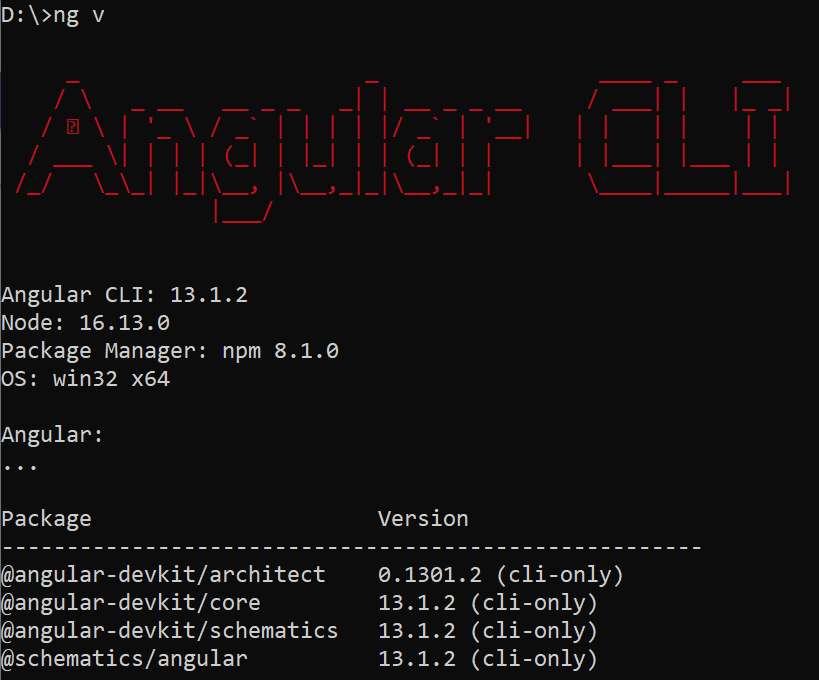 D:\>ng v
     _                      _                 ____ _     ___
    / \   _ __   __ _ _   _| | __ _ _ __     / ___| |   |_ _|
   / △ \ | '_ \ / _` | | | | |/ _` | '__|   | |   | |    | |
  / ___ \| | | | (_| | |_| | | (_| | |      | |___| |___ | |
 /_/   \_\_| |_|\__, |\__,_|_|\__,_|_|       \____|_____|___|
                |___/
Angular CLI: 13.1.2
Node: 16.13.0
Package Manager: npm 8.1.0
OS: win32 x64
Angular:
...
Package                      Version
------------------------------------------------------
@angular-devkit/architect    0.1301.2 (cli-only)
@angular-devkit/core         13.1.2 (cli-only)
@angular-devkit/schematics   13.1.2 (cli-only)
@schematics/angular          13.1.2 (cli-only)